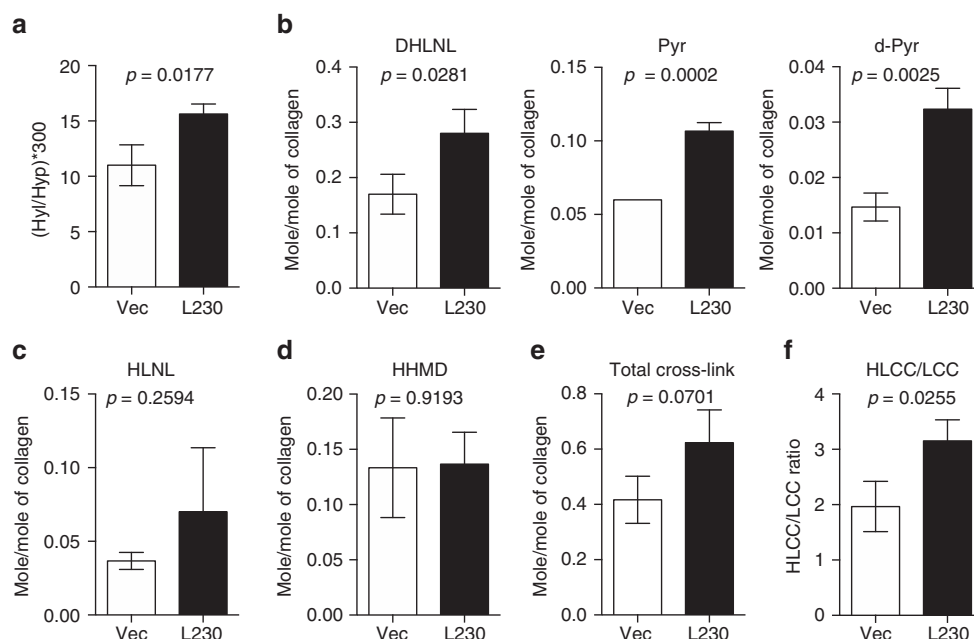 a
p = 0.0177
(Hyl/Hyp)*300
20
15
10
5
0
Vec L230
b
DHLNL
p = 0.0281
Mole/mole of collagen
0.4
0.3
0.2
0.1
0.0
Vec L230
Pyr
p = 0.0002
Mole/mole of collagen
0.15
0.10
0.05
0.00
Vec L230
d-Pyr
p = 0.0025
Mole/mole of collagen
0.04
0.03
0.02
0.01
0.00
Vec L230
c
HLNL
p = 0.2594
Mole/mole of collagen
0.15
0.10
0.05
0.00
Vec L230
d
HHMD
p = 0.9193
Mole/mole of collagen
0.20
0.15
0.10
0.05
0.00
Vec L230
e
Total cross-link
p = 0.0701
Mole/mole of collagen
0.8
0.6
0.4
0.2
0.0
Vec L230
f
HLCC/LCC
p = 0.0255
HLCC/LCC ratio
4
3
2
1
0
Vec L230